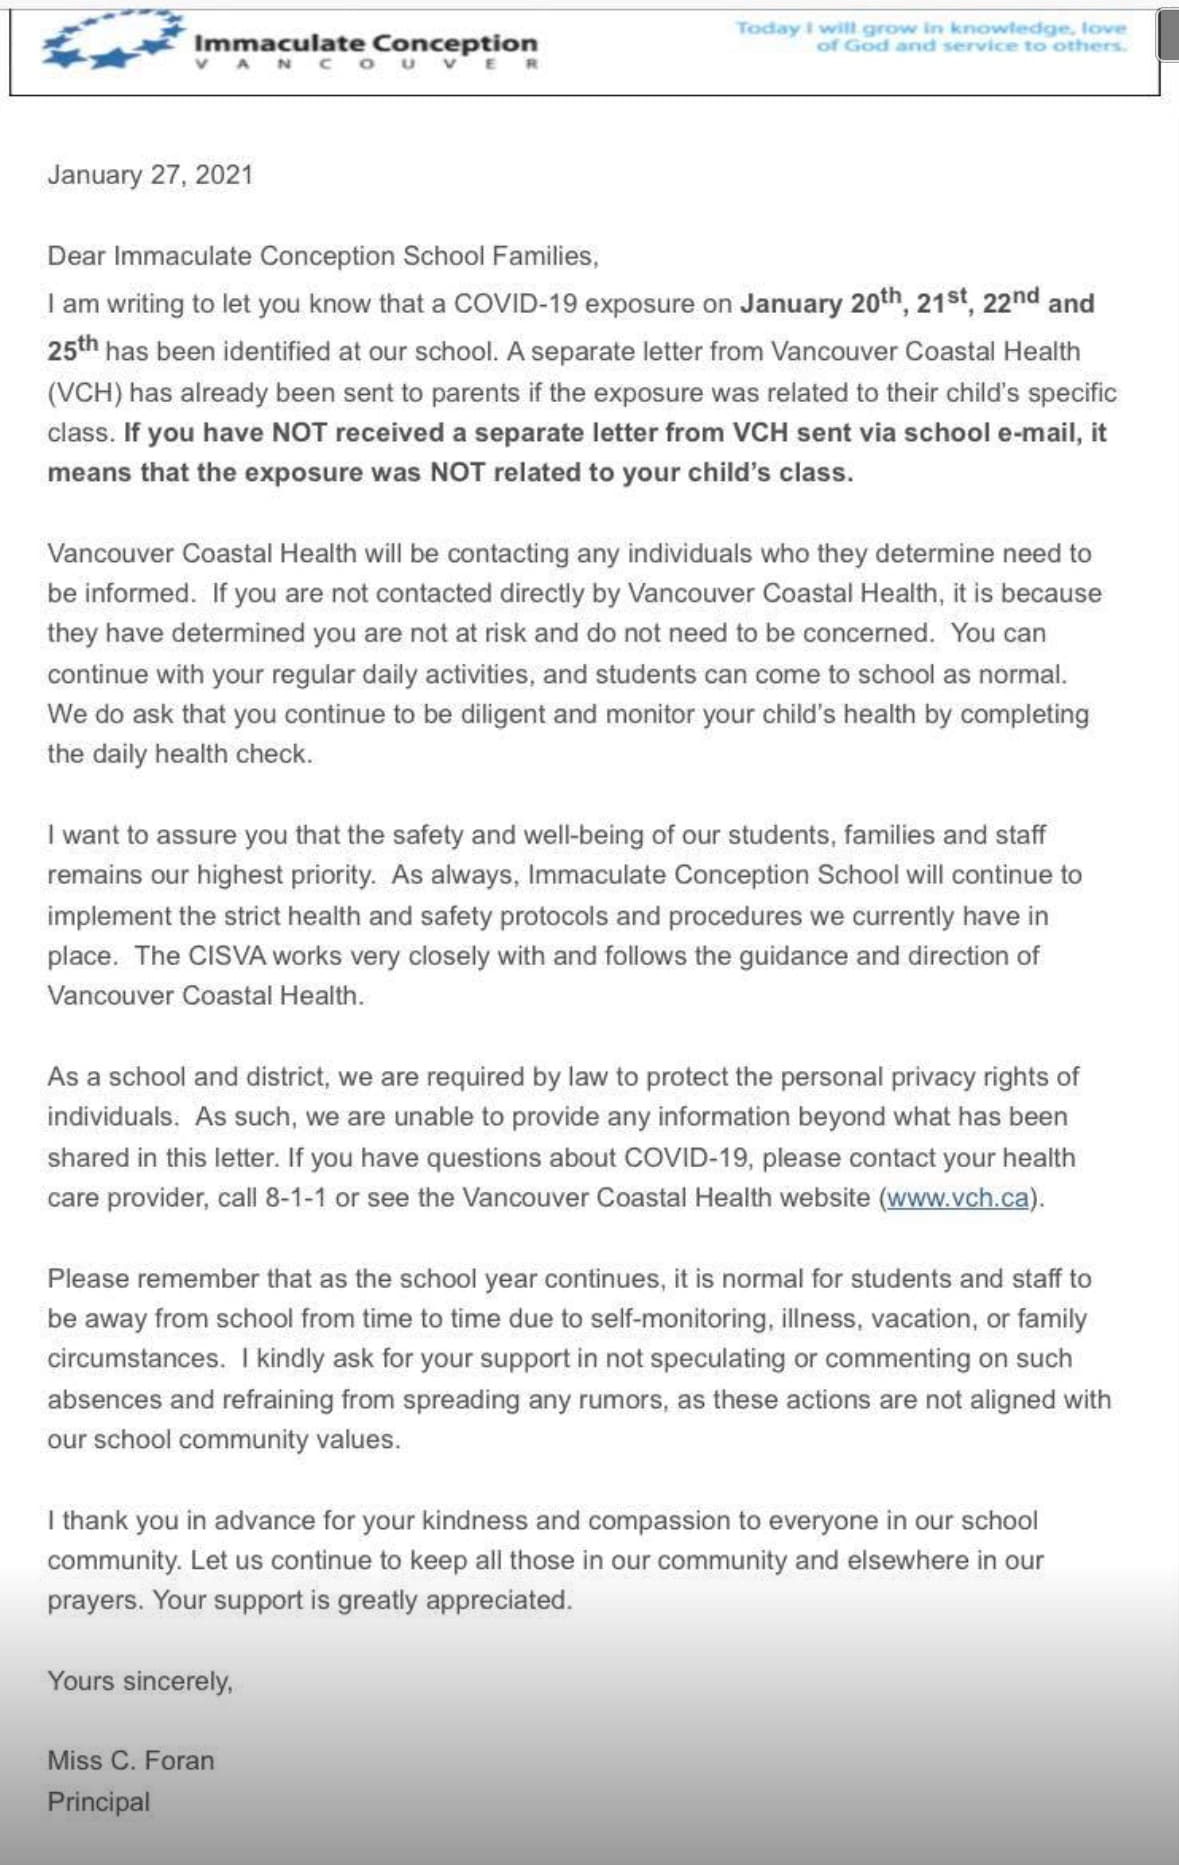 Immaculate Conception
VANCOUVER
Today I will grow in knowledge, love
of God and service to others.
January 27, 2021
Dear Immaculate Conception School Families,
I am writing to let you know that a COVID-19 exposure on January 20th, 21st, 22nd and
25th has been identified at our school. A separate letter from Vancouver Coastal Health
(VCH) has already been sent to parents if the exposure was related to their child's specific
class. If you have NOT received a separate letter from VCH sent via school e-mail, it
means that the exposure was NOT related to your child's class.
Vancouver Coastal Health will be contacting any individuals who they determine need to
be informed.  If you are not contacted directly by Vancouver Coastal Health, it is because
they have determined you are not at risk and do not need to be concerned.  You can
continue with your regular daily activities, and students can come to school as normal.
We do ask that you continue to be diligent and monitor your child's health by completing
the daily health check.
I want to assure you that the safety and well-being of our students, families and staff
remains our highest priority.  As always, Immaculate Conception School will continue to
implement the strict health and safety protocols and procedures we currently have in
place.  The CISVA works very closely with and follows the guidance and direction of
Vancouver Coastal Health.
As a school and district, we are required by law to protect the personal privacy rights of
individuals.  As such, we are unable to provide any information beyond what has been
shared in this letter. If you have questions about COVID-19, please contact your health
care provider, call 8-1-1 or see the Vancouver Coastal Health website (www.vch.ca).
Please remember that as the school year continues, it is normal for students and staff to
be away from school from time to time due to self-monitoring, illness, vacation, or family
circumstances.  I kindly ask for your support in not speculating or commenting on such
absences and refraining from spreading any rumors, as these actions are not aligned with
our school community values.
I thank you in advance for your kindness and compassion to everyone in our school
community. Let us continue to keep all those in our community and elsewhere in our
prayers. Your support is greatly appreciated.
Yours sincerely,
Miss C. Foran
Principal